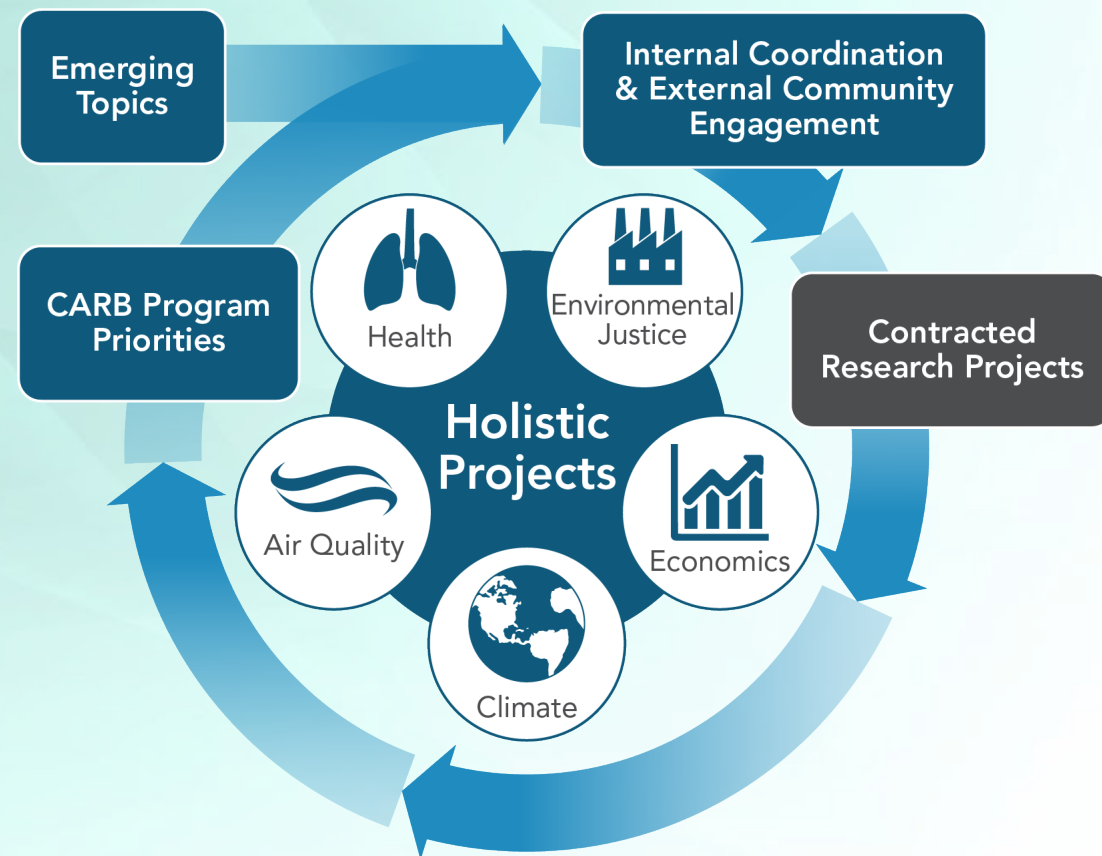 Emerging
Topics
Internal Coordination
& External Community
Engagement
CARB Program
Priorities
Contracted
Research Projects
Health
Environmental
Justice
Holistic
Projects
Air Quality
Economics
Climate